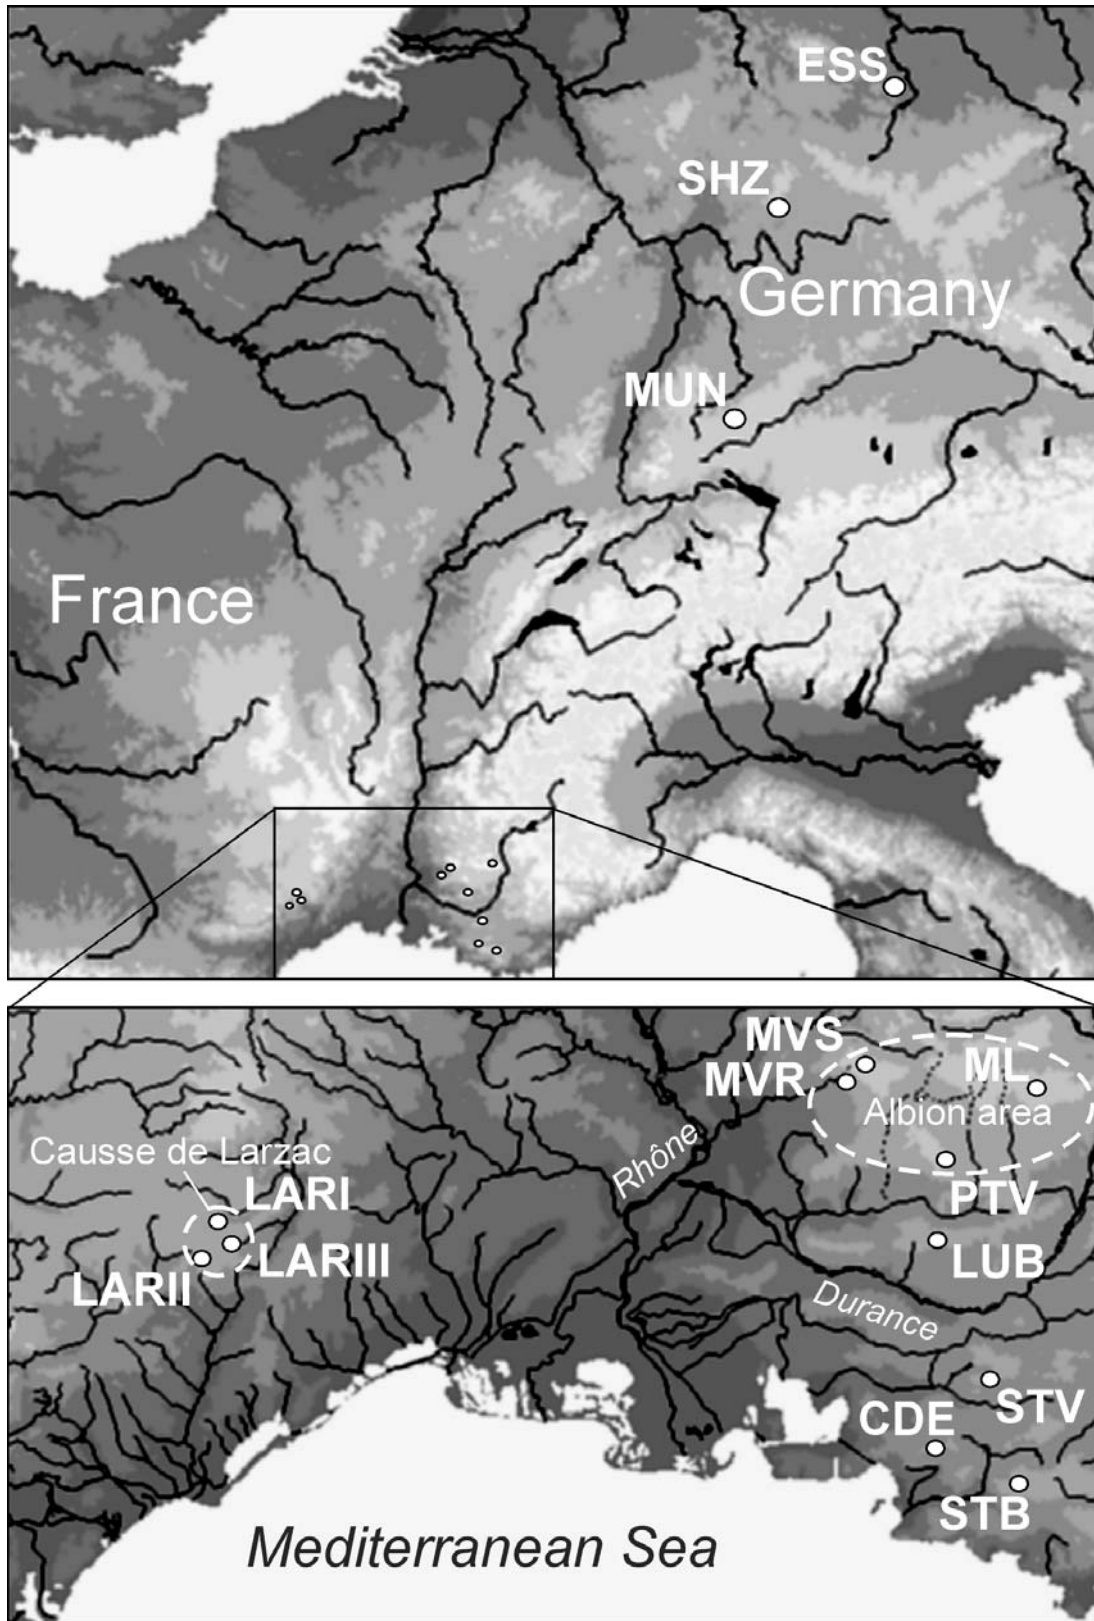 ESS
SHZ
Germany
MUN
France
MVS
MVR
ML
Albion area
Rhône
Causse de Larzac
LARI
PTV
LARIII
LUB
LARII
Durance
STV
CDE
STB
Mediterranean Sea